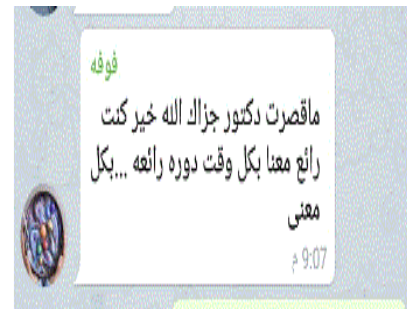 فوفه
ماقصرت دكتور جزاك الله خير كنت
رائع معنا بكل وقت دوره رائعه ...بكل
معنى
9:07 م